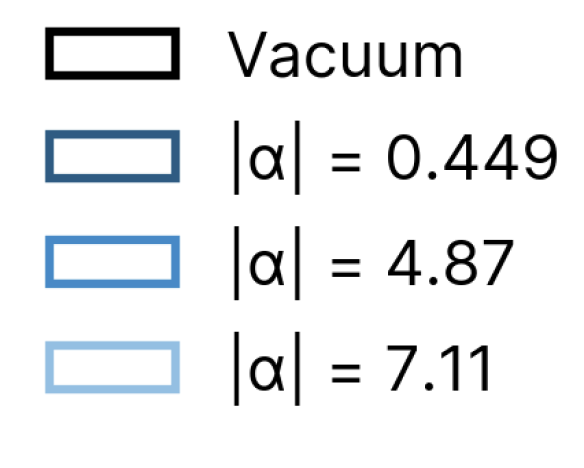 Vacuum
|α| = 0.449
|α| = 4.87
|α| = 7.11